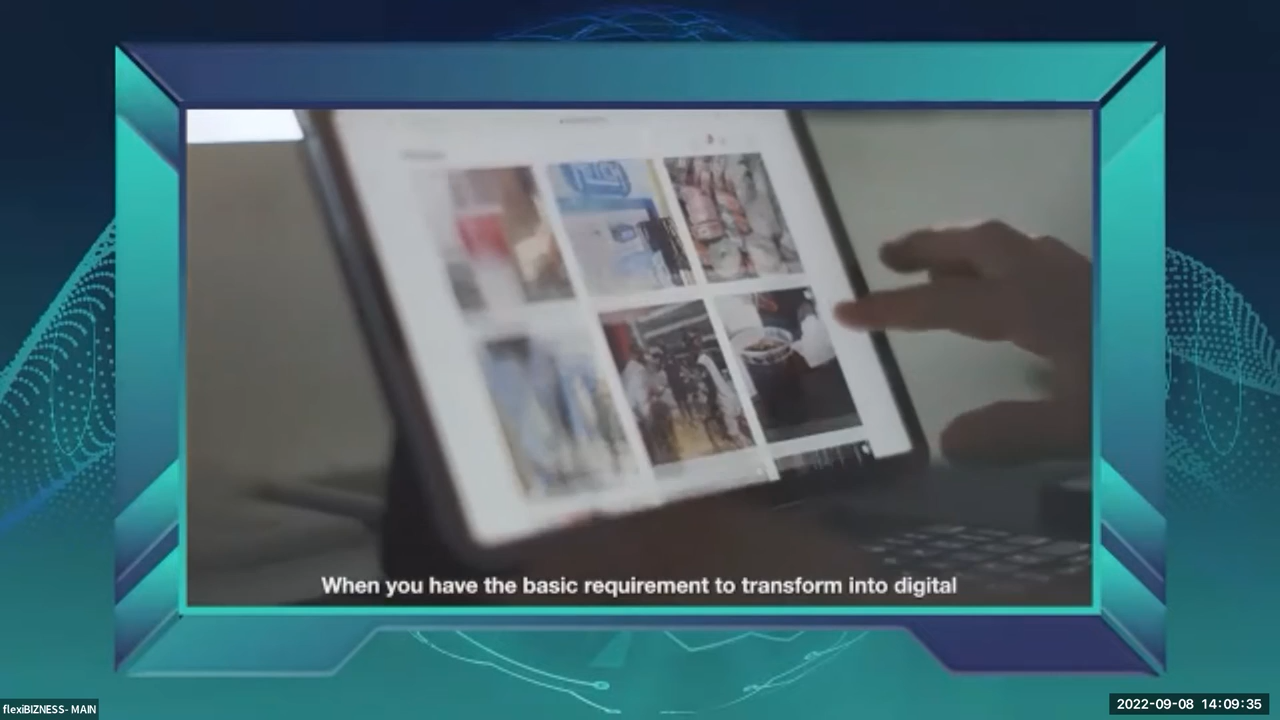 When you have the basic requirement to transform into digital
flexiBIZNESS- MAIN
2022-09-08 14:09:35